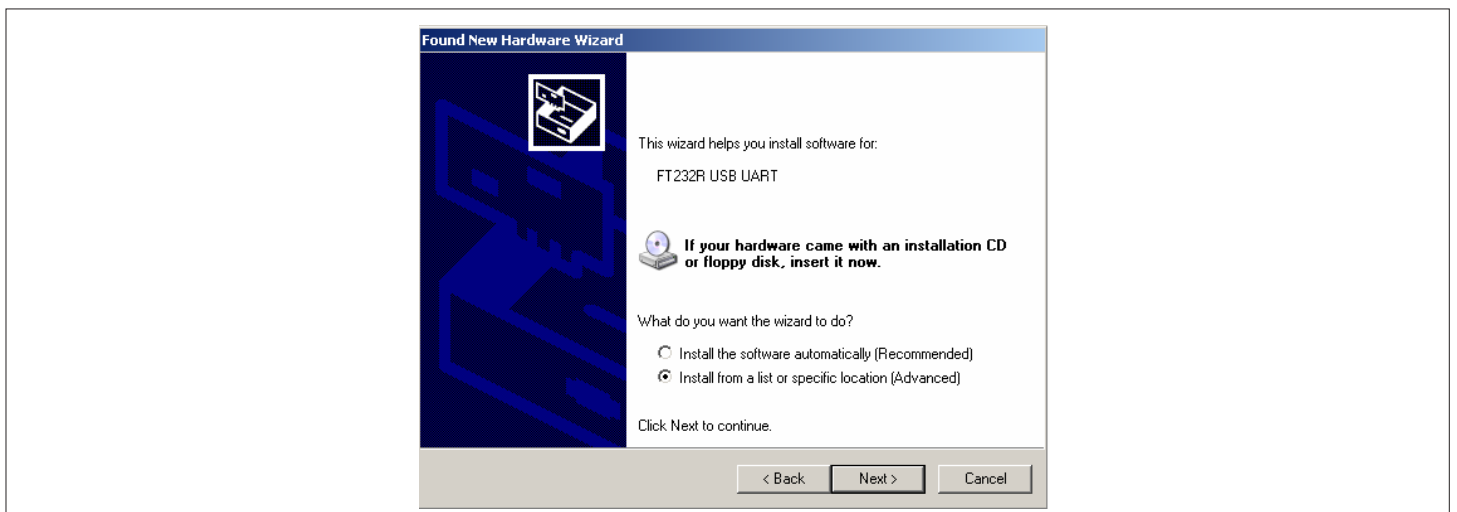 Found New Hardware Wizard
This wizard helps you install software for:
FT232R USB UART
If your hardware came with an installation CD
or floppy disk, insert it now.
What do you want the wizard to do?
Install the software automatically (Recommended)
Install from a list or specific location (Advanced)
Click Next to continue.
< Back
Next >
Cancel